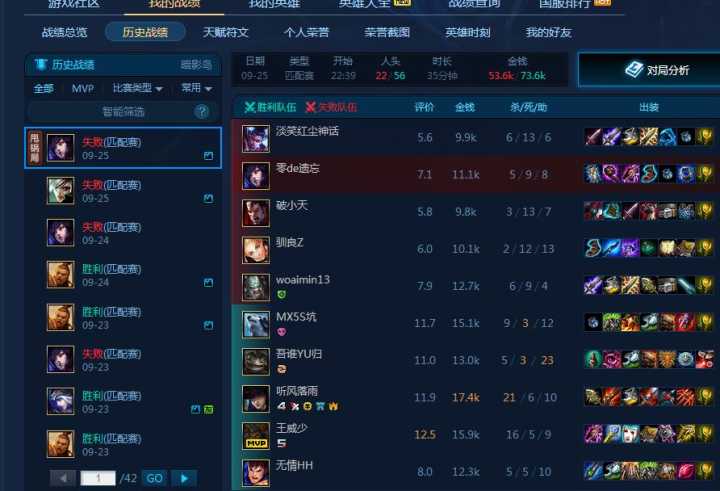 游戏社区 我的战绩 我的英雄 英雄大全 NEW 战绩查询 国服排行 HOT
战绩总览 历史战绩 天赋符文 个人荣誉 荣誉截图 英雄时刻 我的好友
历史战绩 暗影岛
全部 MVP 比赛类型 常用
智能筛选 ?
甩锅局 失败(匹配赛)
09-25
失败(匹配赛)
09-25
失败(匹配赛)
09-24
胜利(匹配赛)
09-24
胜利(匹配赛)
09-23
失败(匹配赛)
09-23
胜利(匹配赛)
09-23
胜利(匹配赛)
09-23
1 /42 GO
日期 类型 开始 人头 时长 金钱
09-25 匹配赛 22:39 22/56 35分钟 53.6k/73.6k
对局分析
胜利队伍 失败队伍 评价 金钱 杀/死/助 出装
淡笑红尘神话 5.6 9.9k 6/13/6
零de遗忘 7.1 11.1k 5/9/8
破小天 5.8 9.8k 3/13/7
驯良Z 6.0 10.1k 2/12/13
woaimin13 7.9 12.7k 6/9/4
MX5S坑 11.7 15.1k 9/3/12
吾谁YU归 11.0 13.0k 5/3/23
听风落雨 11.9 17.4k 21/6/10
4
王威少 12.5 15.9k 16/5/9
MVP
无情HH 8.0 12.3k 5/5/10